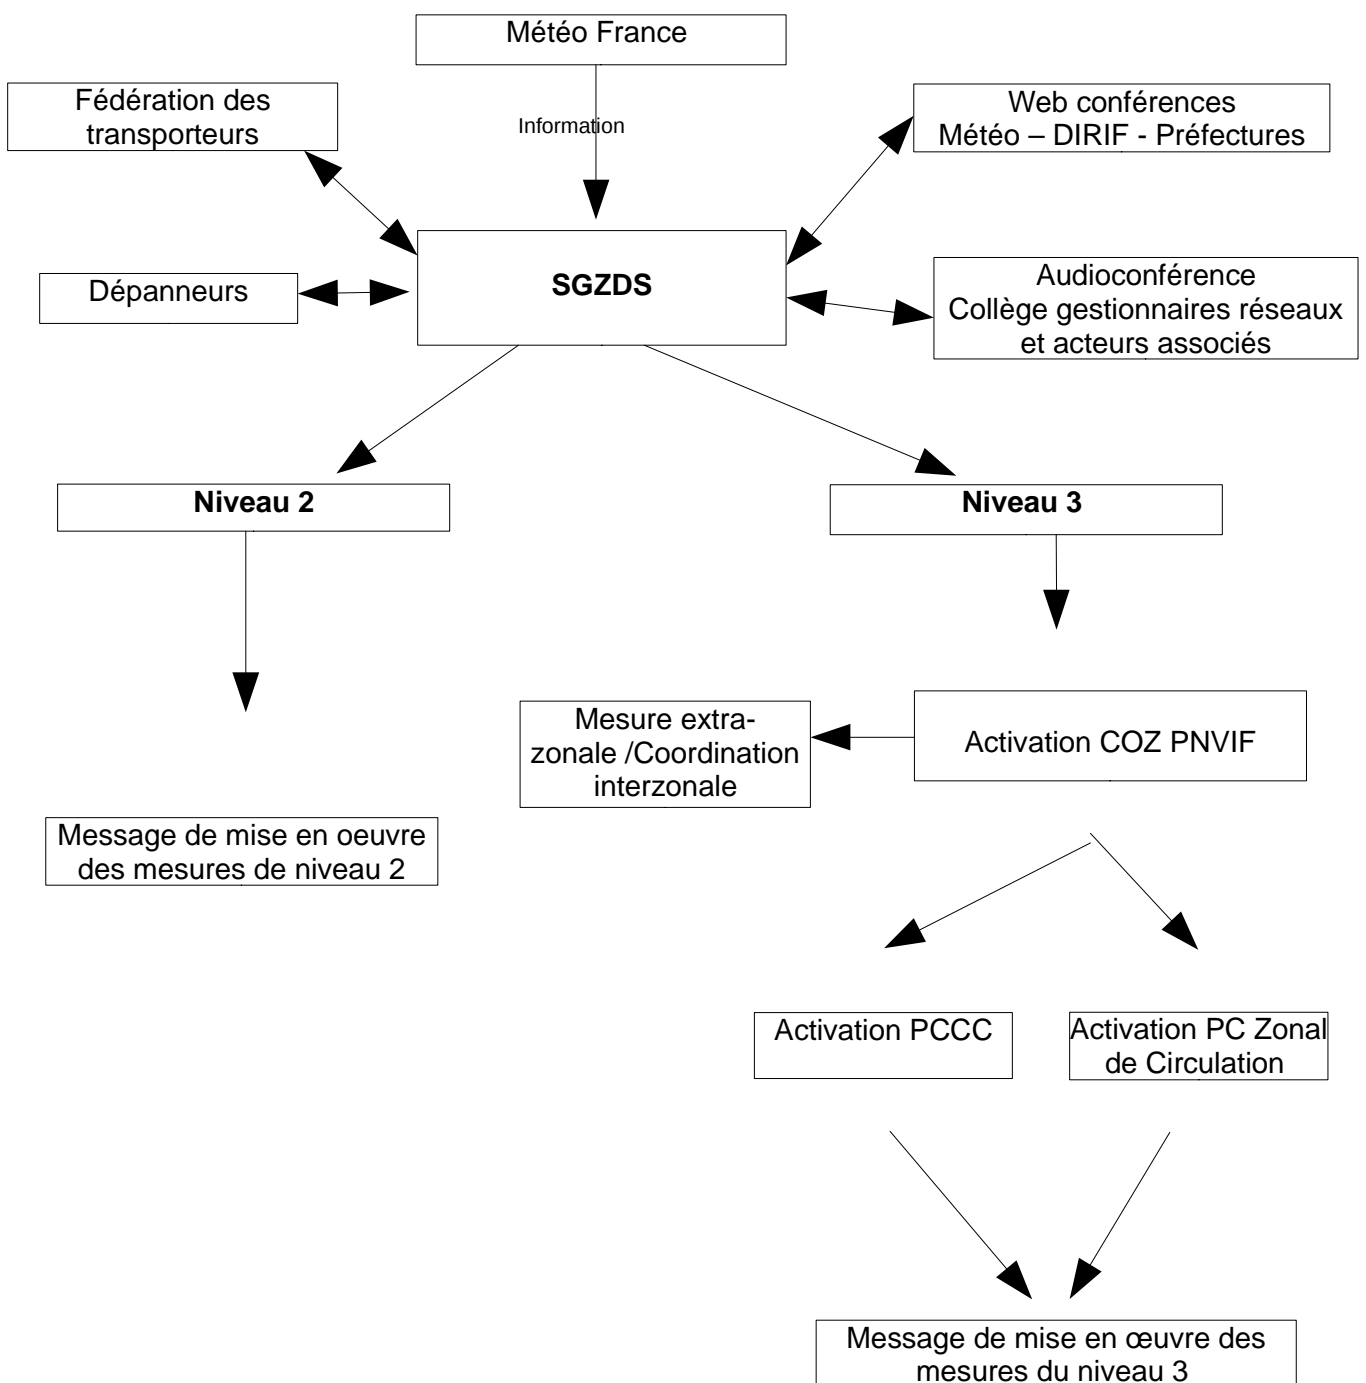 Météo France
Fédération des
transporteurs
Information
Web conférences
Météo – DIRIF - Préfectures
Dépanneurs
SGZDS
Audioconférence
Collège gestionnaires réseaux
et acteurs associés
Niveau 2
Niveau 3
Mesure extra-
zonale /Coordination
interzonale
Activation COZ PNVIF
Message de mise en oeuvre
des mesures de niveau 2
Activation PCCC
Activation PC Zonal
de Circulation
Message de mise en œuvre des
mesures du niveau 3